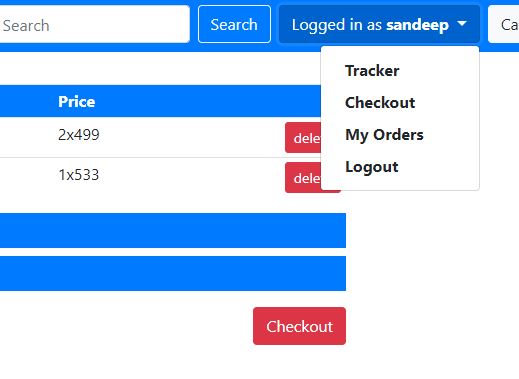 Search Search Logged in as sandeep Ca
Tracker
Price Checkout
2x499 dele My Orders
1x533 dele Logout
Checkout